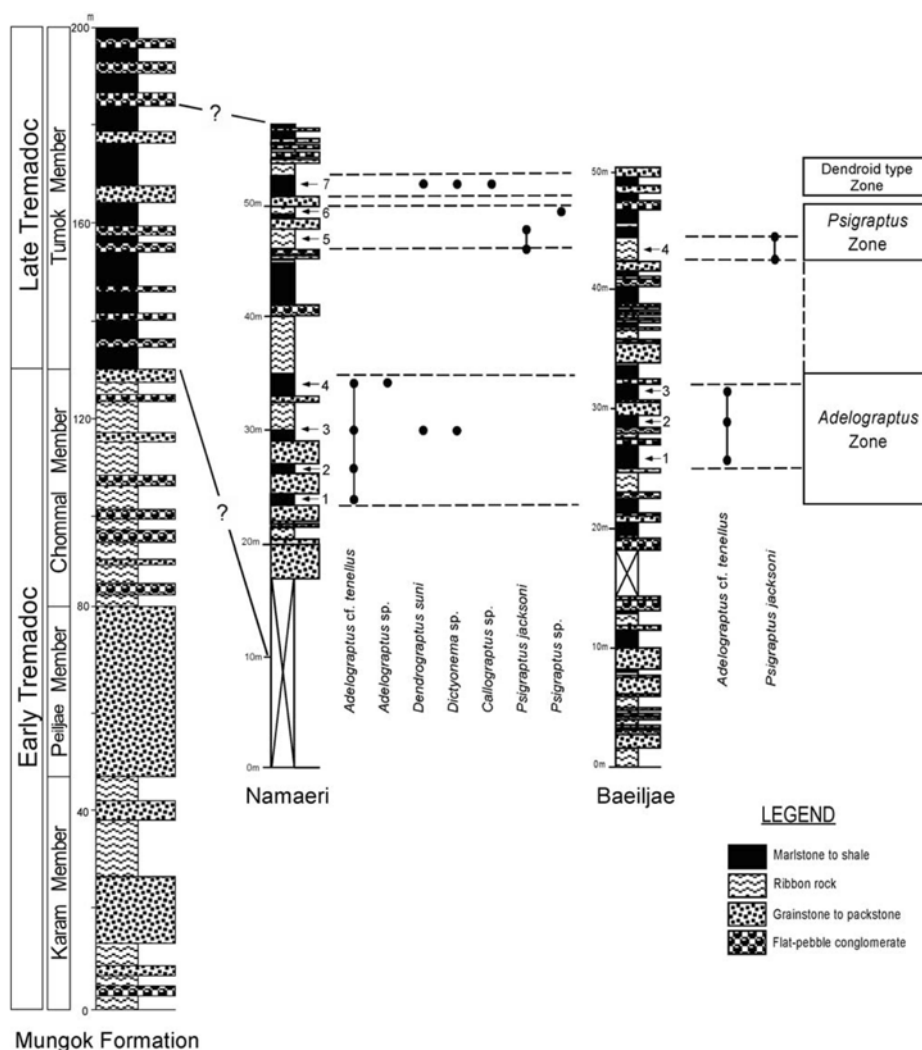 200
m
160
120
80
40
0
Late Tremadoc
Early Tremadoc
Tumok Member
Chommal Member
Peiljae Member
Karam Member
Mungok Formation
?
?
50m
40m
30m
20m
10m
0m
7
6
5
4
3
2
1
Namaeri
Adelograptus cf. tenellus
Adelograptus sp.
Dendrograptus suni
Dictyonema sp.
Callograptus sp.
Psigraptus jacksoni
Psigraptus sp.
50m
40m
30m
20m
10m
0m
4
3
2
1
Baeiljae
Adelograptus cf. tenellus
Psigraptus jacksoni
Dendroid type
Zone
Psigraptus
Zone
Adelograptus
Zone
LEGEND
Marlstone to shale
Ribbon rock
Grainstone to packstone
Flat-pebble conglomerate